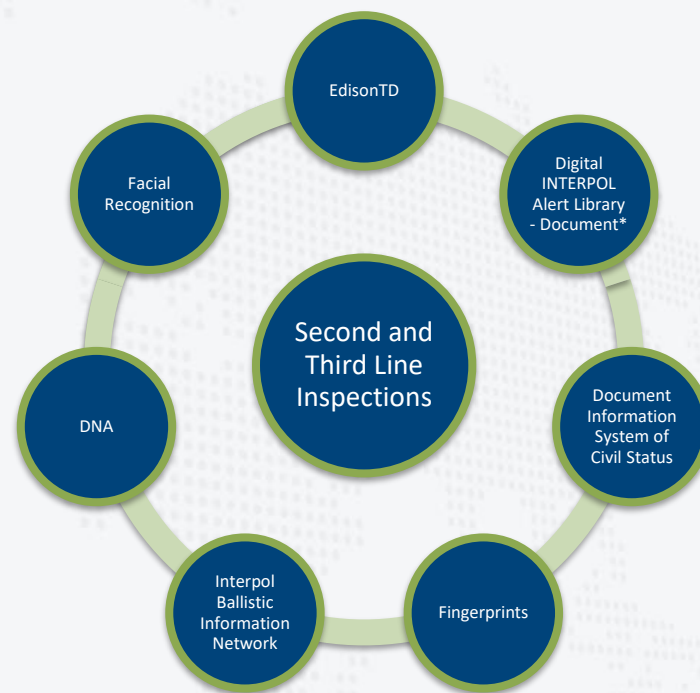 EdisonTD
Digital
INTERPOL
Alert Library
- Document*
Facial
Recognition
Second and
Third Line
Inspections
Document
Information
System of
Civil Status
DNA
Interpol
Ballistic
Information
Network
Fingerprints